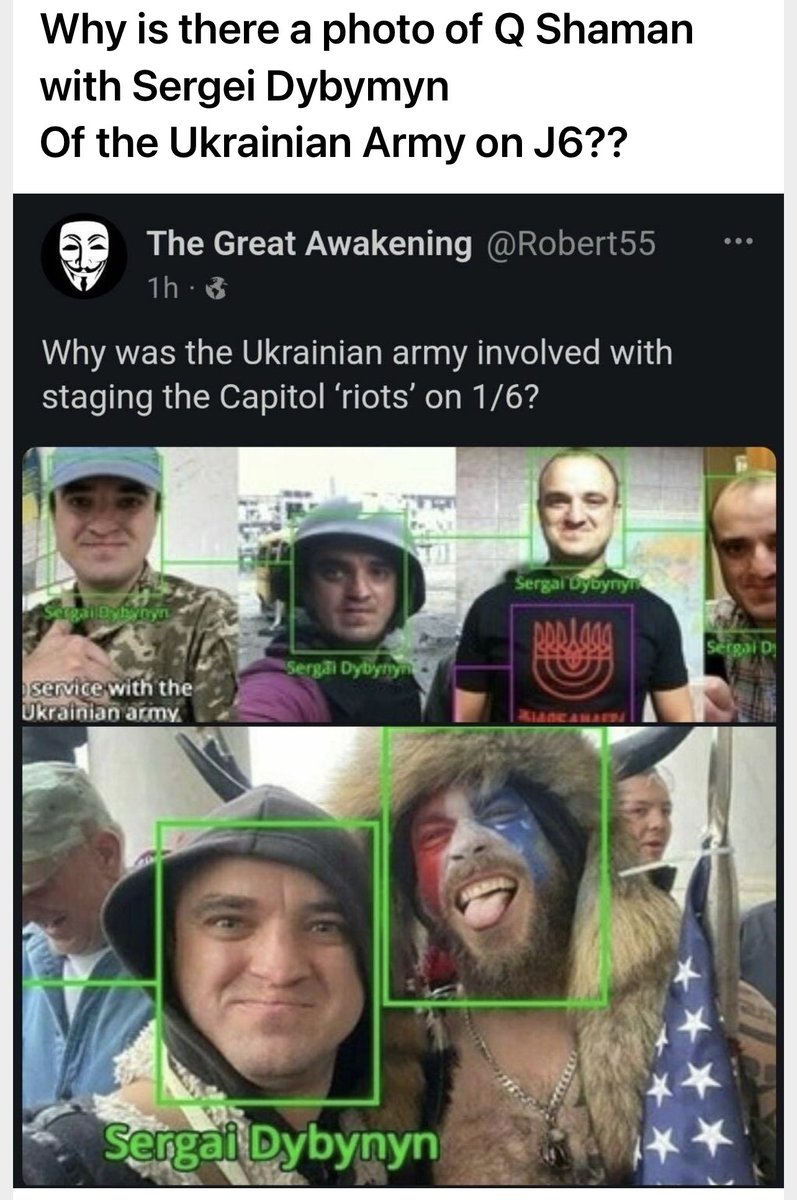 Why is there a photo of Q Shaman
with Sergei Dybymyn
Of the Ukrainian Army on J6??
The Great Awakening @Robert55
1h ·
Why was the Ukrainian army involved with
staging the Capitol ‘riots’ on 1/6?
Sergai Dybynyn
service with the
Ukrainian army
Sergai Dybynyn
Sergai Dybynyn
Sergai Dy
Sergai Dybynyn